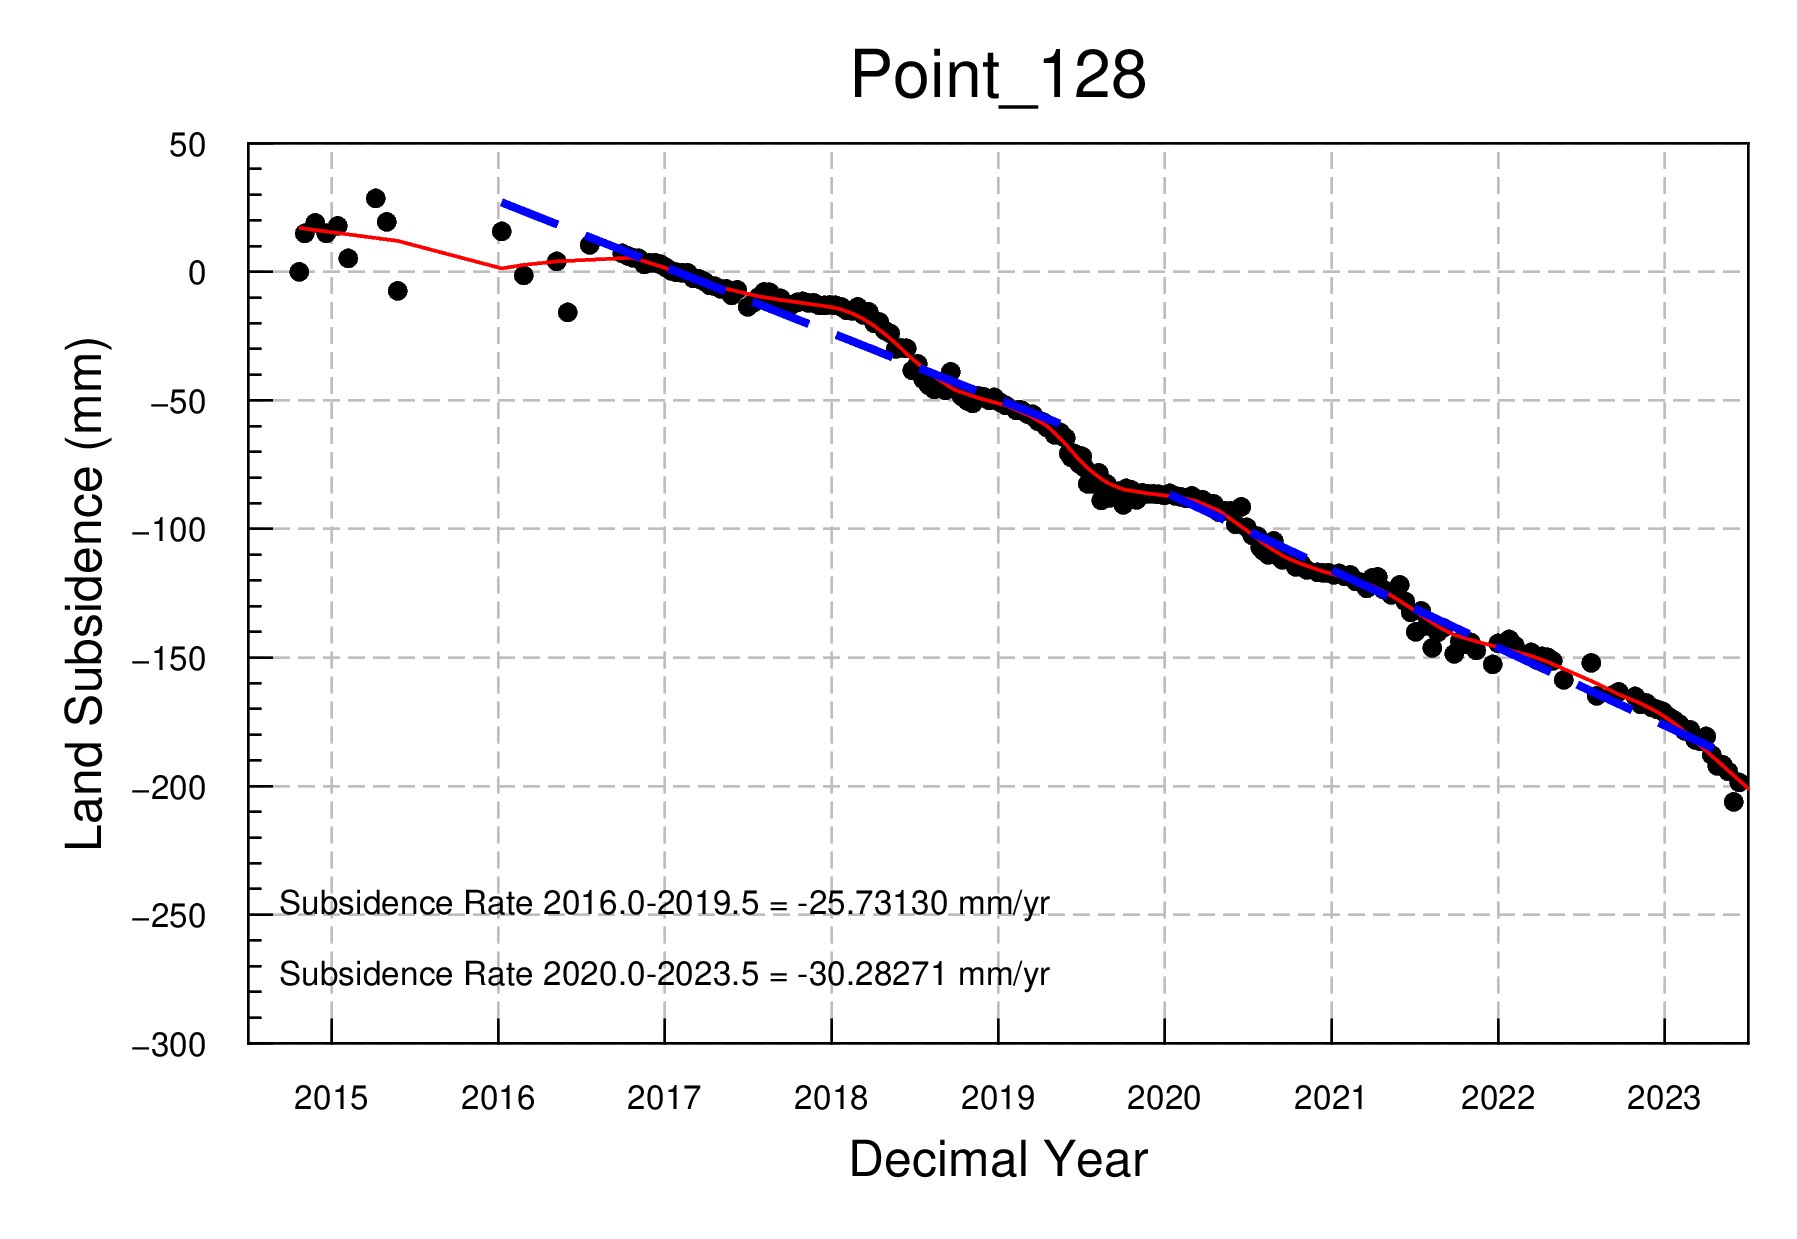 Point_128
50
0
−50
−100
−150
−200
−250
−300
Land Subsidence (mm)
Subsidence Rate 2016.0-2019.5 = -25.73130 mm/yr
Subsidence Rate 2020.0-2023.5 = -30.28271 mm/yr
2015 2016 2017 2018 2019 2020 2021 2022 2023
Decimal Year